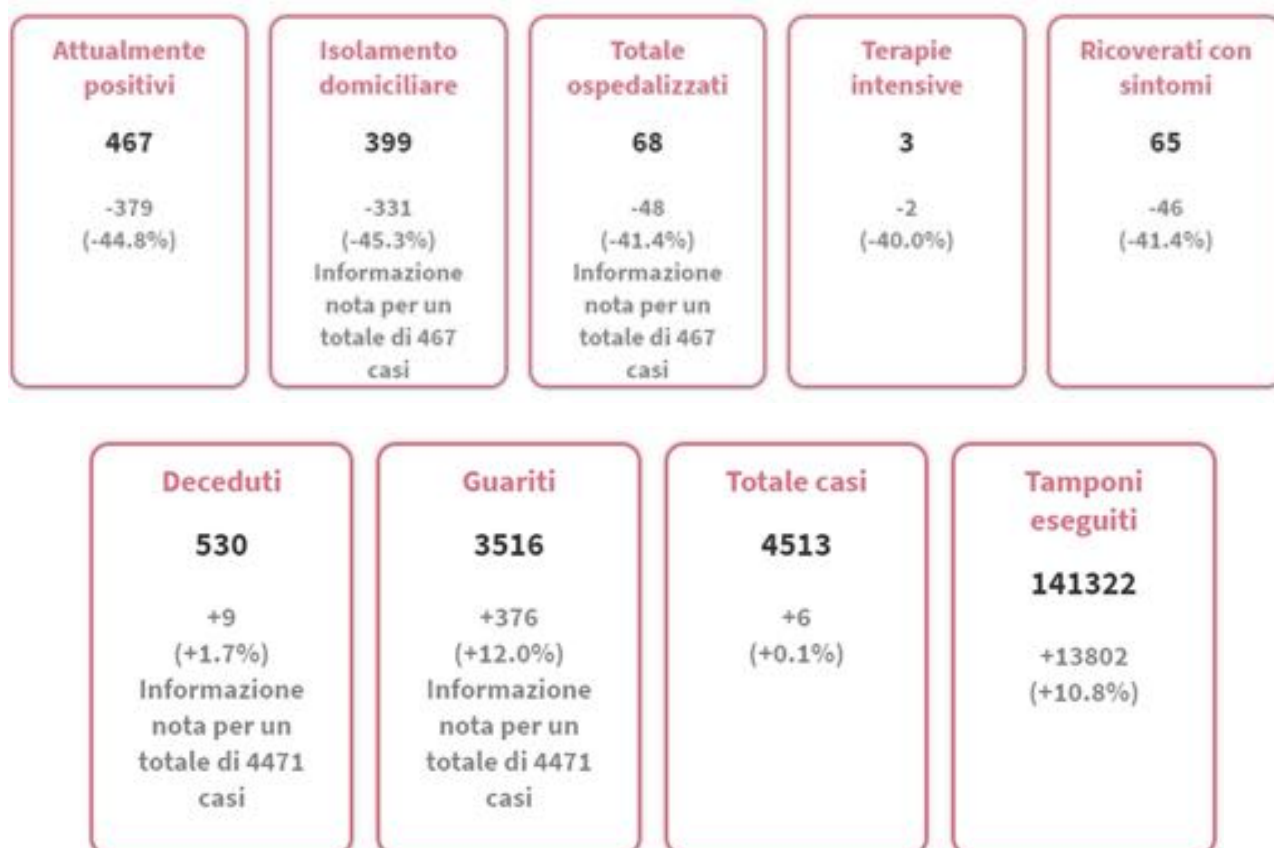 Attualmente
positivi
467
-379
(-44.8%)
Isolamento
domiciliare
399
-331
(-45.3%)
Informazione
nota per un
totale di 467
casi
Totale
ospedalizzati
68
-48
(-41.4%)
Informazione
nota per un
totale di 467
casi
Terapie
intensive
3
-2
(-40.0%)
Ricoverati con
sintomi
65
-46
(-41.4%)
Deceduti
530
+9
(+1.7%)
Informazione
nota per un
totale di 4471
casi
Guariti
3516
+376
(+12.0%)
Informazione
nota per un
totale di 4471
casi
Totale casi
4513
+6
(+0.1%)
Tamponi
eseguiti
141322
+13802
(+10.8%)